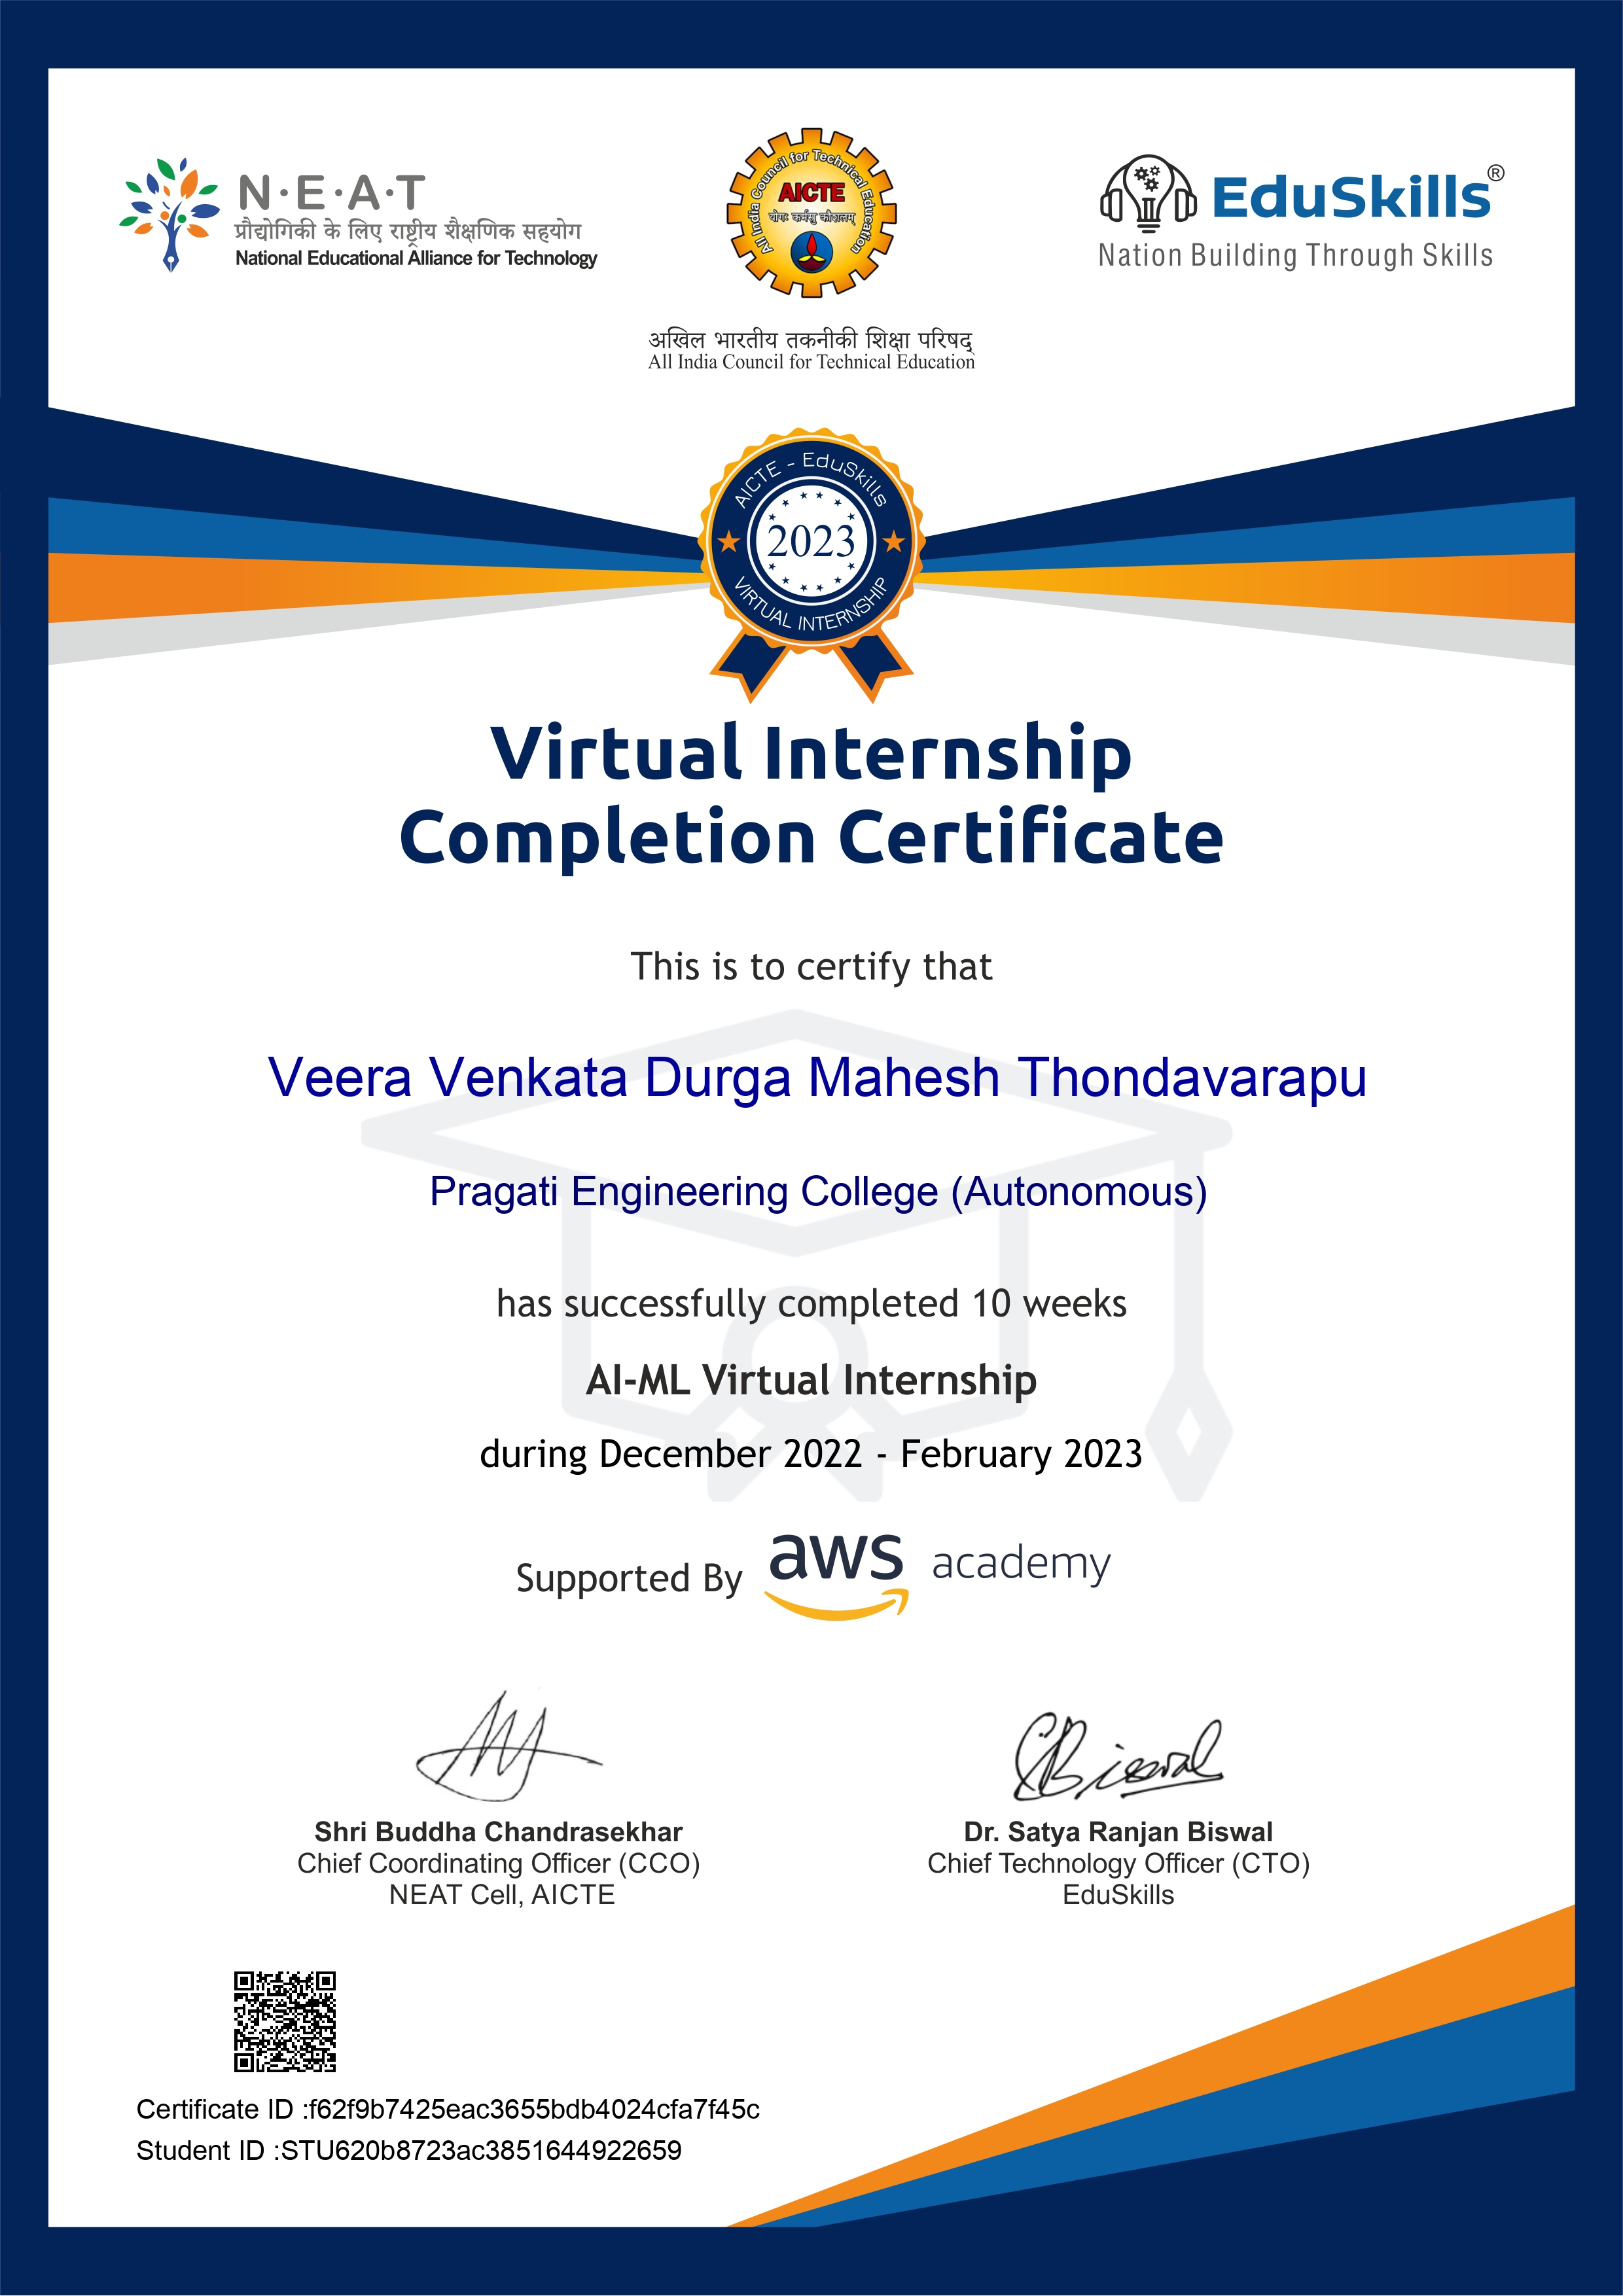 N·E·A·T
प्रौद्योगिकी के लिए राष्ट्रीय शैक्षणिक सहयोग
National Educational Alliance for Technology
All India Council for Technical Education
AICTE
योगः कर्मसु कौशलम्
अखिल भारतीय तकनीकी शिक्षा परिषद्
All India Council for Technical Education
EduSkills®
Nation Building Through Skills
AICTE - EduSkills
2023
VIRTUAL INTERNSHIP
Virtual Internship
Completion Certificate
This is to certify that
Veera Venkata Durga Mahesh Thondavarapu
Pragati Engineering College (Autonomous)
has successfully completed 10 weeks
AI-ML Virtual Internship
during December 2022 - February 2023
Supported By aws academy
Biswal
Shri Buddha Chandrasekhar
Chief Coordinating Officer (CCO)
NEAT Cell, AICTE
Dr. Satya Ranjan Biswal
Chief Technology Officer (CTO)
EduSkills
Certificate ID :f62f9b7425eac3655bdb4024cfa7f45c
Student ID :STU620b8723ac3851644922659